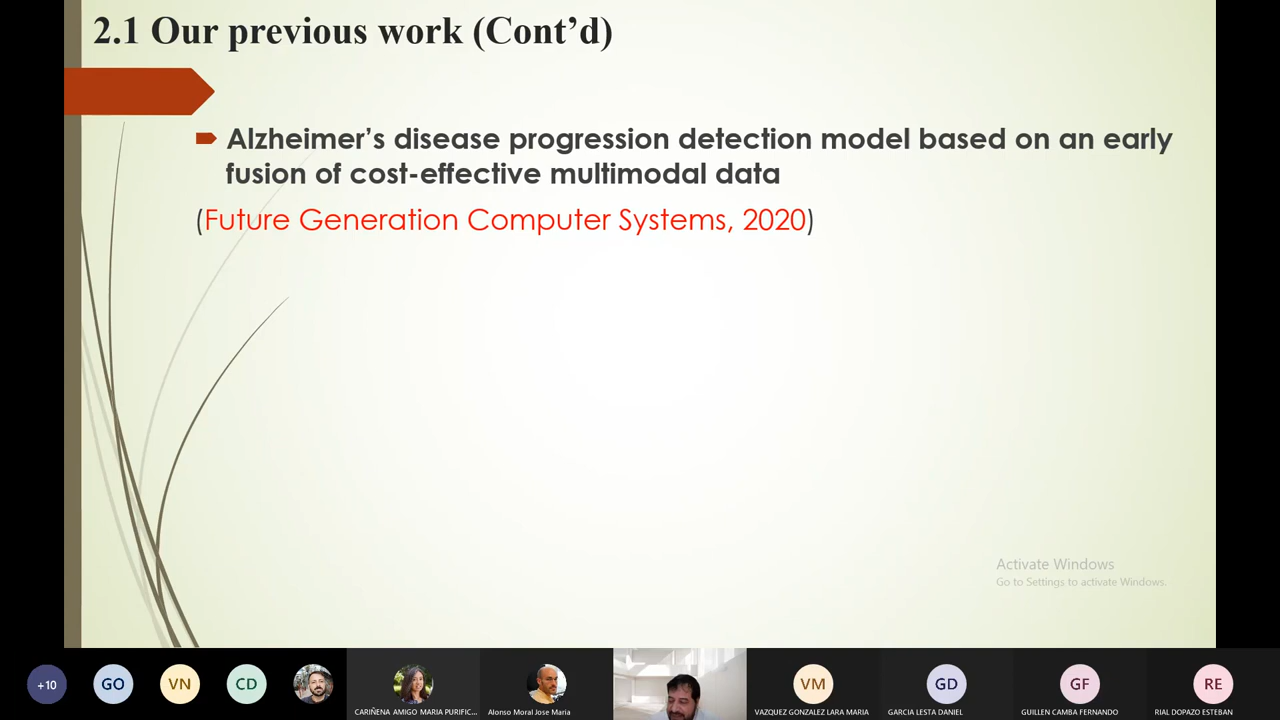 2.1 Our previous work (Cont’d)
Alzheimer’s disease progression detection model based on an early
fusion of cost-effective multimodal data
(Future Generation Computer Systems, 2020)
Activate Windows
Go to Settings to activate Windows.
+10
GO
VN
CD
CARIÑENA AMIGO MARIA PURIFIC...
Alonso Moral Jose Maria
VM
VAZQUEZ GONZALEZ LARA MARIA
GD
GARCIA LESTA DANIEL
GF
GUILLEN CAMBA FERNANDO
RE
RIAL DOPAZO ESTEBAN